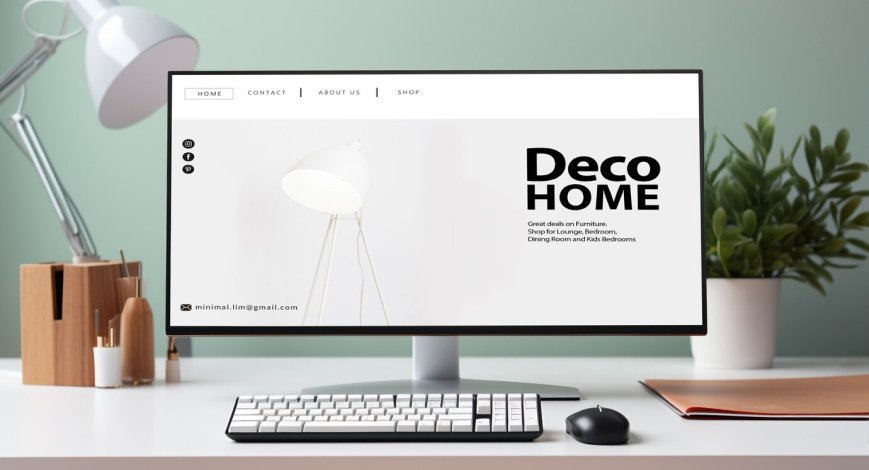 HOME
CONTACT
ABOUT US
SHOP
Deco
HOME
Great deals on Furniture.
Shop for Lounge, Bedroom,
Dining Room and Kids Bedrooms
minimal.lim@gmail.com